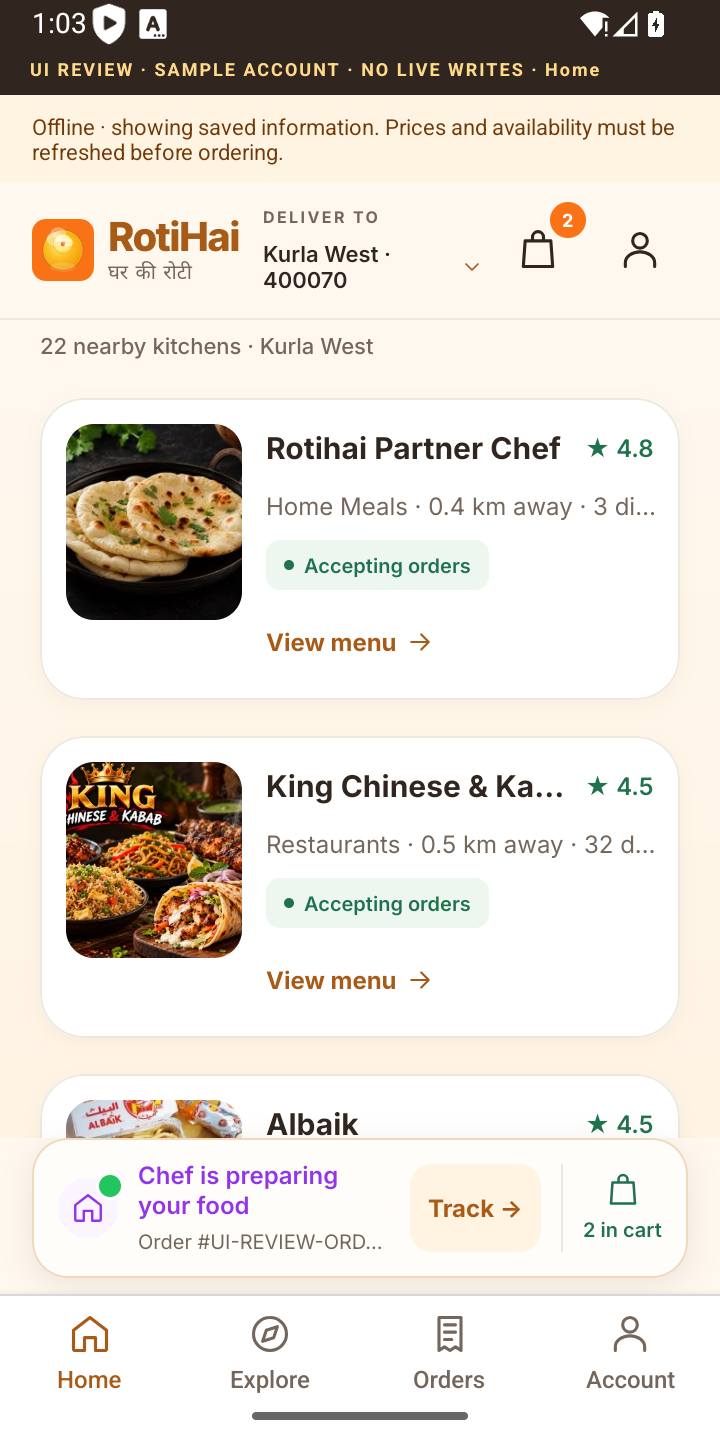 1:03
UI REVIEW · SAMPLE ACCOUNT · NO LIVE WRITES · Home
Offline · showing saved information. Prices and availability must be
refreshed before ordering.
RotiHai
घर की रोटी
DELIVER TO
Kurla West ·
400070
2
22 nearby kitchens · Kurla West
Rotihai Partner Chef ★ 4.8
Home Meals · 0.4 km away · 3 di...
Accepting orders
View menu →
KING
CHINESE & KABAB
King Chinese & Ka... ★ 4.5
Restaurants · 0.5 km away · 32 d...
Accepting orders
View menu →
البيك
ALBAIK
Albaik ★ 4.5
Chef is preparing
your food
Order #UI-REVIEW-ORD...
Track →
2 in cart
Home
Explore
Orders
Account